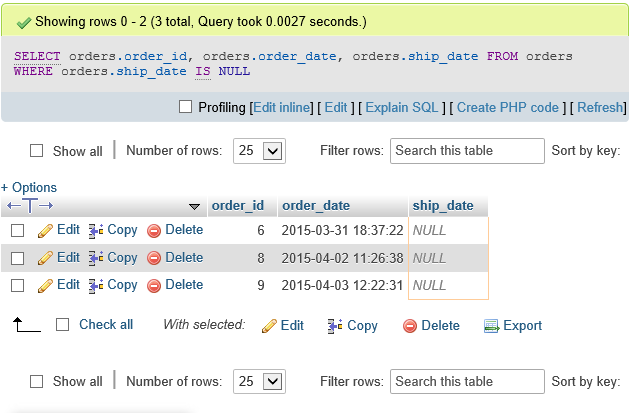 Showing rows 0 - 2 (3 total, Query took 0.0027 seconds.)
SELECT orders.order_id, orders.order_date, orders.ship_date FROM orders
WHERE orders.ship_date IS NULL
Profiling [Edit inline] [ Edit ] [ Explain SQL ] [ Create PHP code ] [ Refresh]
Show all | Number of rows: 25 Filter rows: Search this table Sort by key:
+ Options
←T→ order_id order_date ship_date
Edit Copy Delete 6 2015-03-31 18:37:22 NULL
Edit Copy Delete 8 2015-04-02 11:26:38 NULL
Edit Copy Delete 9 2015-04-03 12:22:31 NULL
Check all With selected: Edit Copy Delete Export
Show all | Number of rows: 25 Filter rows: Search this table Sort by key: